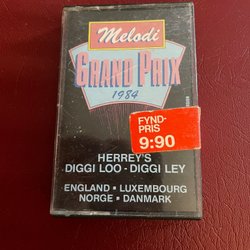 Melodi
GRAND PRIX
1984
FYND-
PRIS
9:90
HERREY'S
DIGGI LOO - DIGGI LEY
ENGLAND ▪ LUXEMBOURG
NORGE ▪ DANMARK